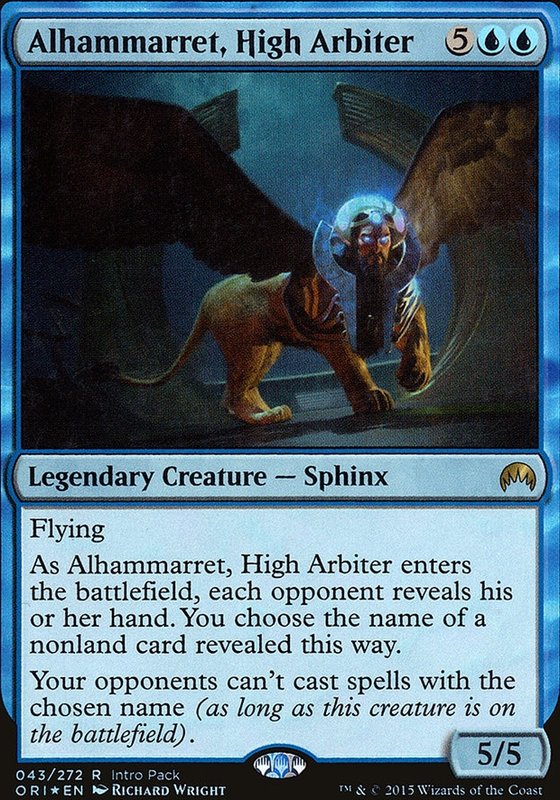 Alhammarret, High Arbiter 5
Legendary Creature — Sphinx
Flying
As Alhammarret, High Arbiter enters
the battlefield, each opponent reveals his
or her hand. You choose the name of a
nonland card revealed this way.
Your opponents can't cast spells with the
chosen name (as long as this creature is on
the battlefield).
5/5
043/272 R Intro Pack
ORI★EN Richard Wright
™ & © 2015 Wizards of the Coast